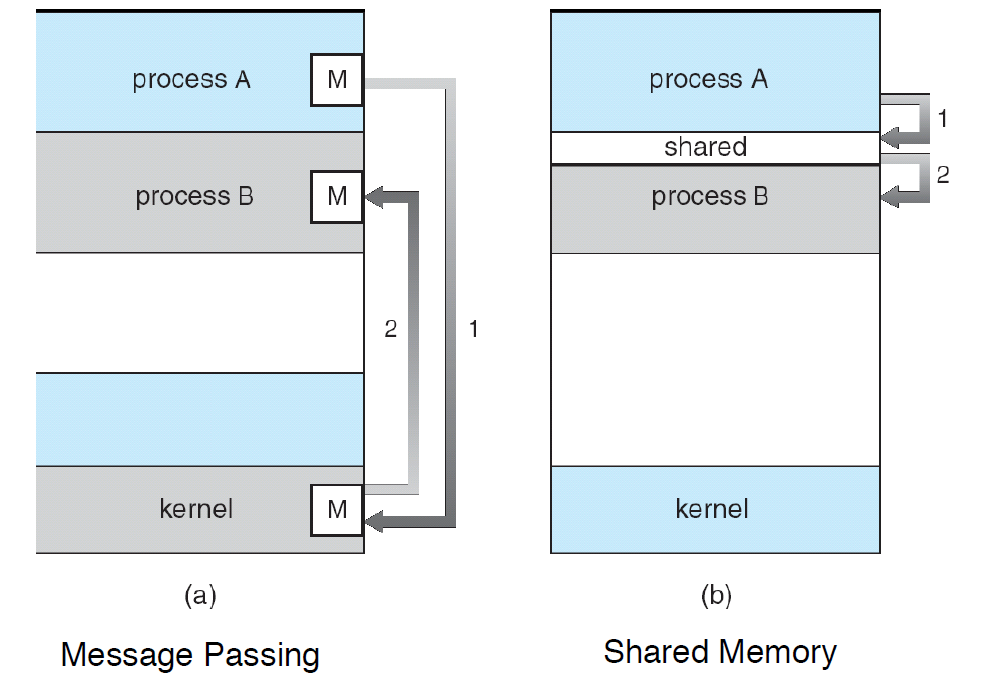 process A
M
process B
M
2
1
kernel
M
(a)
Message Passing
process A
1
shared
2
process B
kernel
(b)
Shared Memory